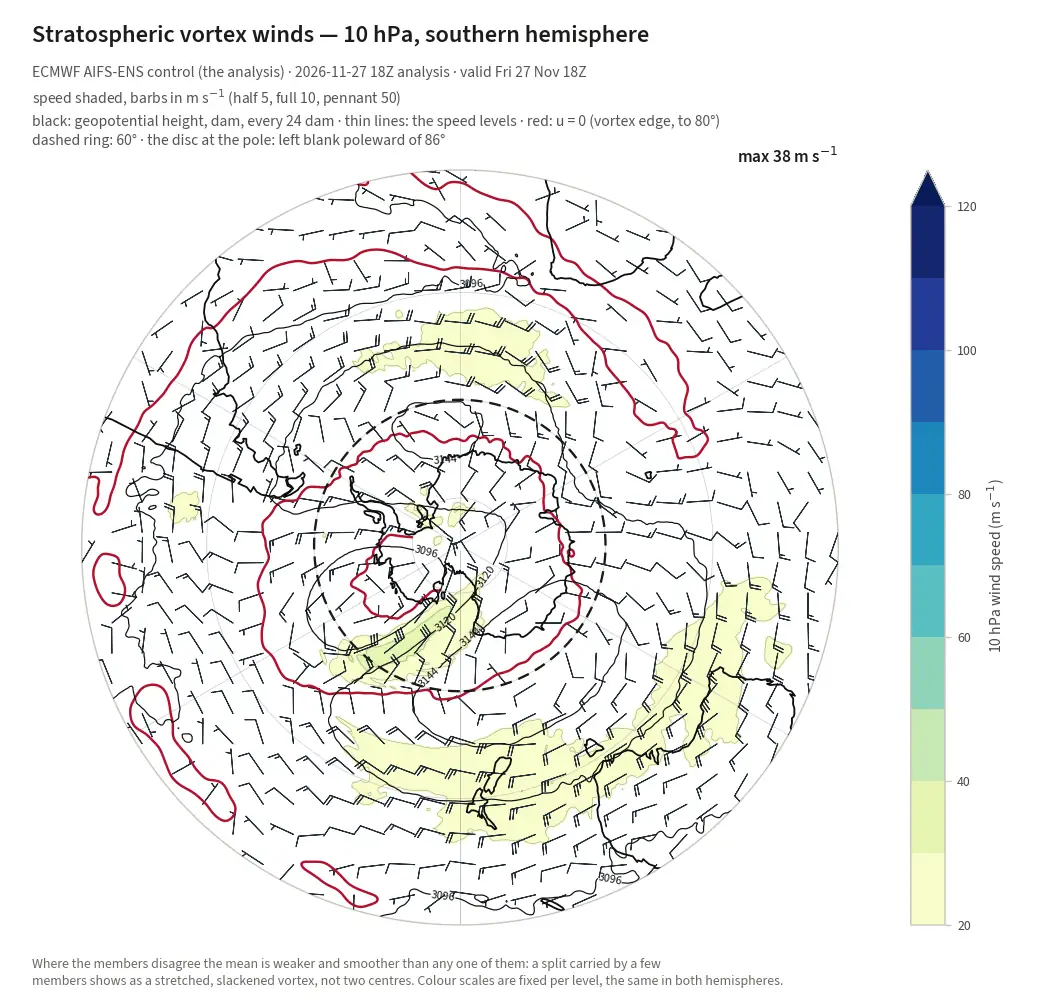 Stratospheric vortex winds — 10 hPa, southern hemisphere
ECMWF AIFS-ENS control (the analysis) · 2026-11-27 18Z analysis · valid Fri 27 Nov 18Z
speed shaded, barbs in m s⁻¹ (half 5, full 10, pennant 50)
black: geopotential height, dam, every 24 dam · thin lines: the speed levels · red: u = 0 (vortex edge, to 80°)
dashed ring: 60° · the disc at the pole: left blank poleward of 86°
max 38 m s⁻¹
120
100
80
60
40
20
10 hPa wind speed (m s⁻¹)
3096
3144
3096
3120
3120
3144
3144
3096
3096
Where the members disagree the mean is weaker and smoother than any one of them: a split carried by a few
members shows as a stretched, slackened vortex, not two centres. Colour scales are fixed per level, the same in both hemispheres.